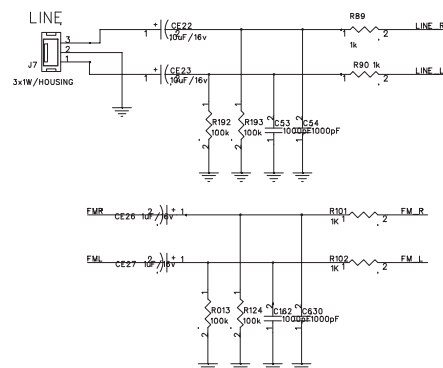 LINE
+ CE22
10uF/16v
R89
1k
LINE_R
J7
3
2
1
3x1W/HOUSING
+ CE23
10uF/16v
R90 1k
LINE_L
R192
100k
R193
100k
C53
1000pF
C54
1000pF
FMR
CE26 1uF/16v
R101
1K
FM_R
FML
CE27 1uF/16v
R102
1K
FM_L
R013
100k
R124
100k
C162
1000pF
C630
1000pF